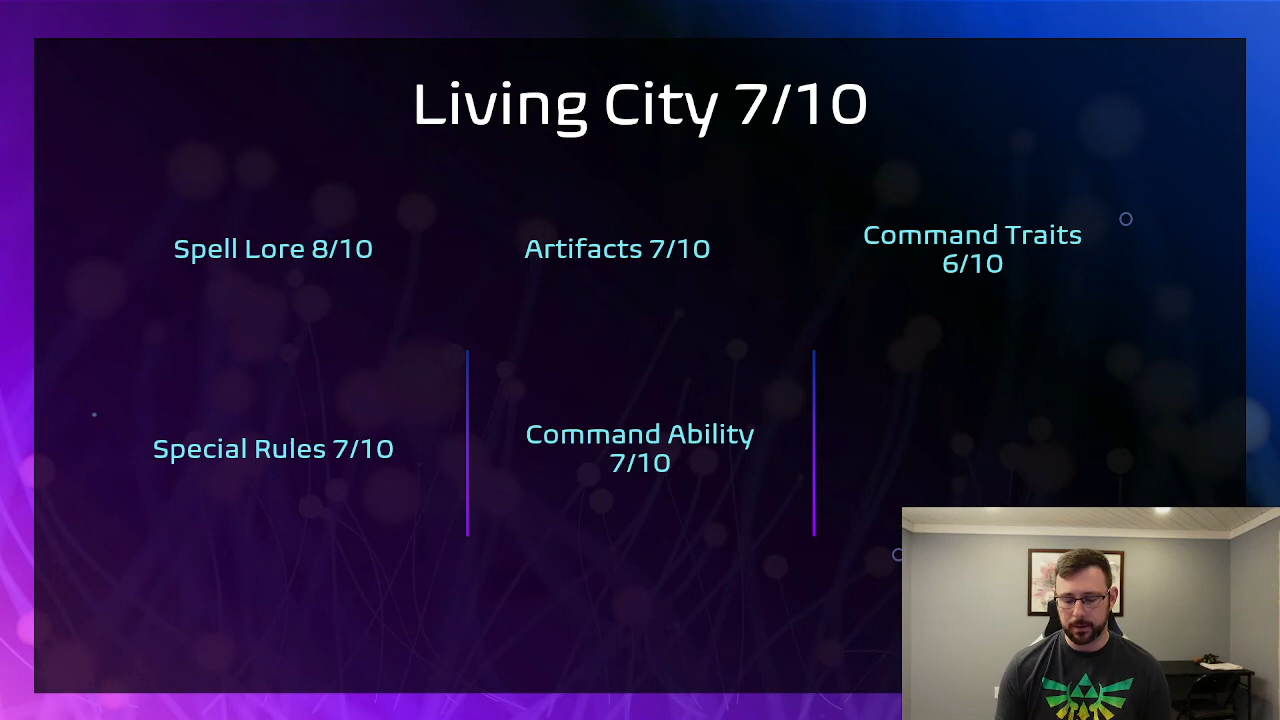 Living City 7/10
Spell Lore 8/10
Artifacts 7/10
Command Traits
6/10
Special Rules 7/10
Command Ability
7/10